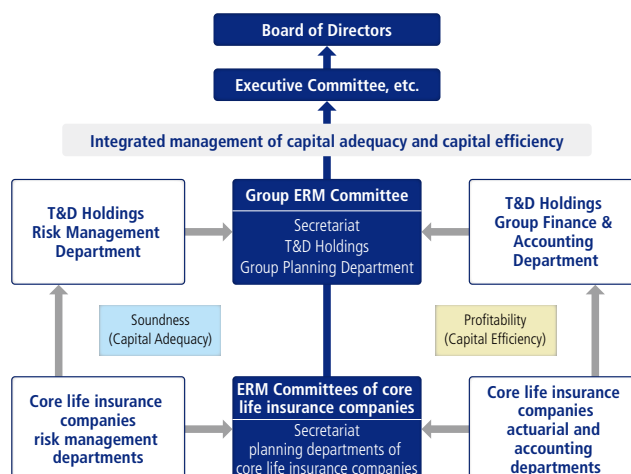 Board of Directors
Executive Committee, etc.
Integrated management of capital adequacy and capital efficiency
T&D Holdings
Risk Management
Department
Group ERM Committee
Secretariat
T&D Holdings
Group Planning Department
T&D Holdings
Group Finance &
Accounting
Department
Soundness
(Capital Adequacy)
Profitability
(Capital Efficiency)
Core life insurance
companies
risk management
departments
ERM Committees of core
life insurance companies
Secretariat
planning departments of
core life insurance companies
Core life insurance
companies
actuarial and
accounting
departments